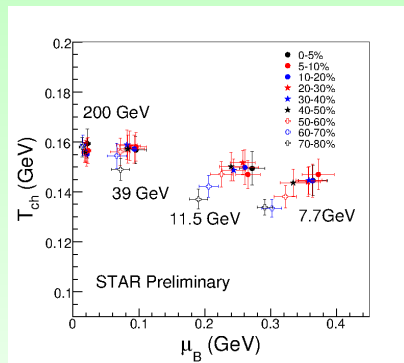 0.2
0.18
0.16
0.14
0.12
0.1
T_ch (GeV)
0-5%
5-10%
10-20%
20-30%
30-40%
40-50%
50-60%
60-70%
70-80%
200 GeV
39 GeV
11.5 GeV
7.7GeV
STAR Preliminary
0
0.1
0.2
0.3
0.4
μ_B (GeV)